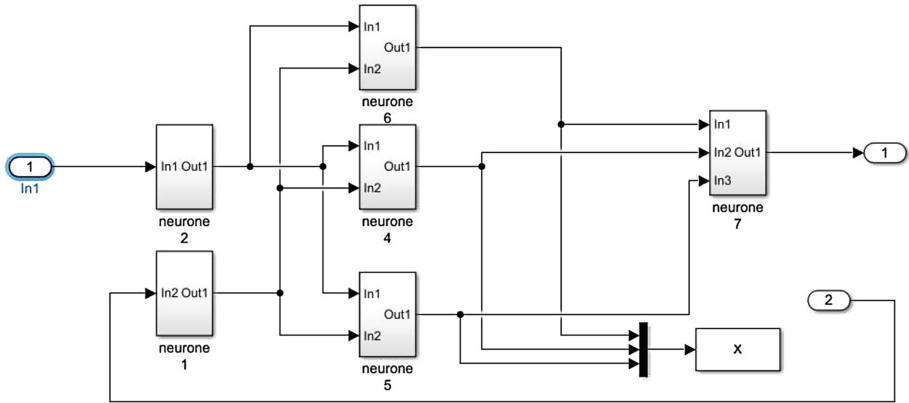 In1
In2
Out1
neurone
6
1
In1
In1 Out1
neurone
2
In1
In2
Out1
neurone
4
In1
In2 Out1
In3
neurone
7
1
In2 Out1
neurone
1
In1
In2
Out1
neurone
5
2
x